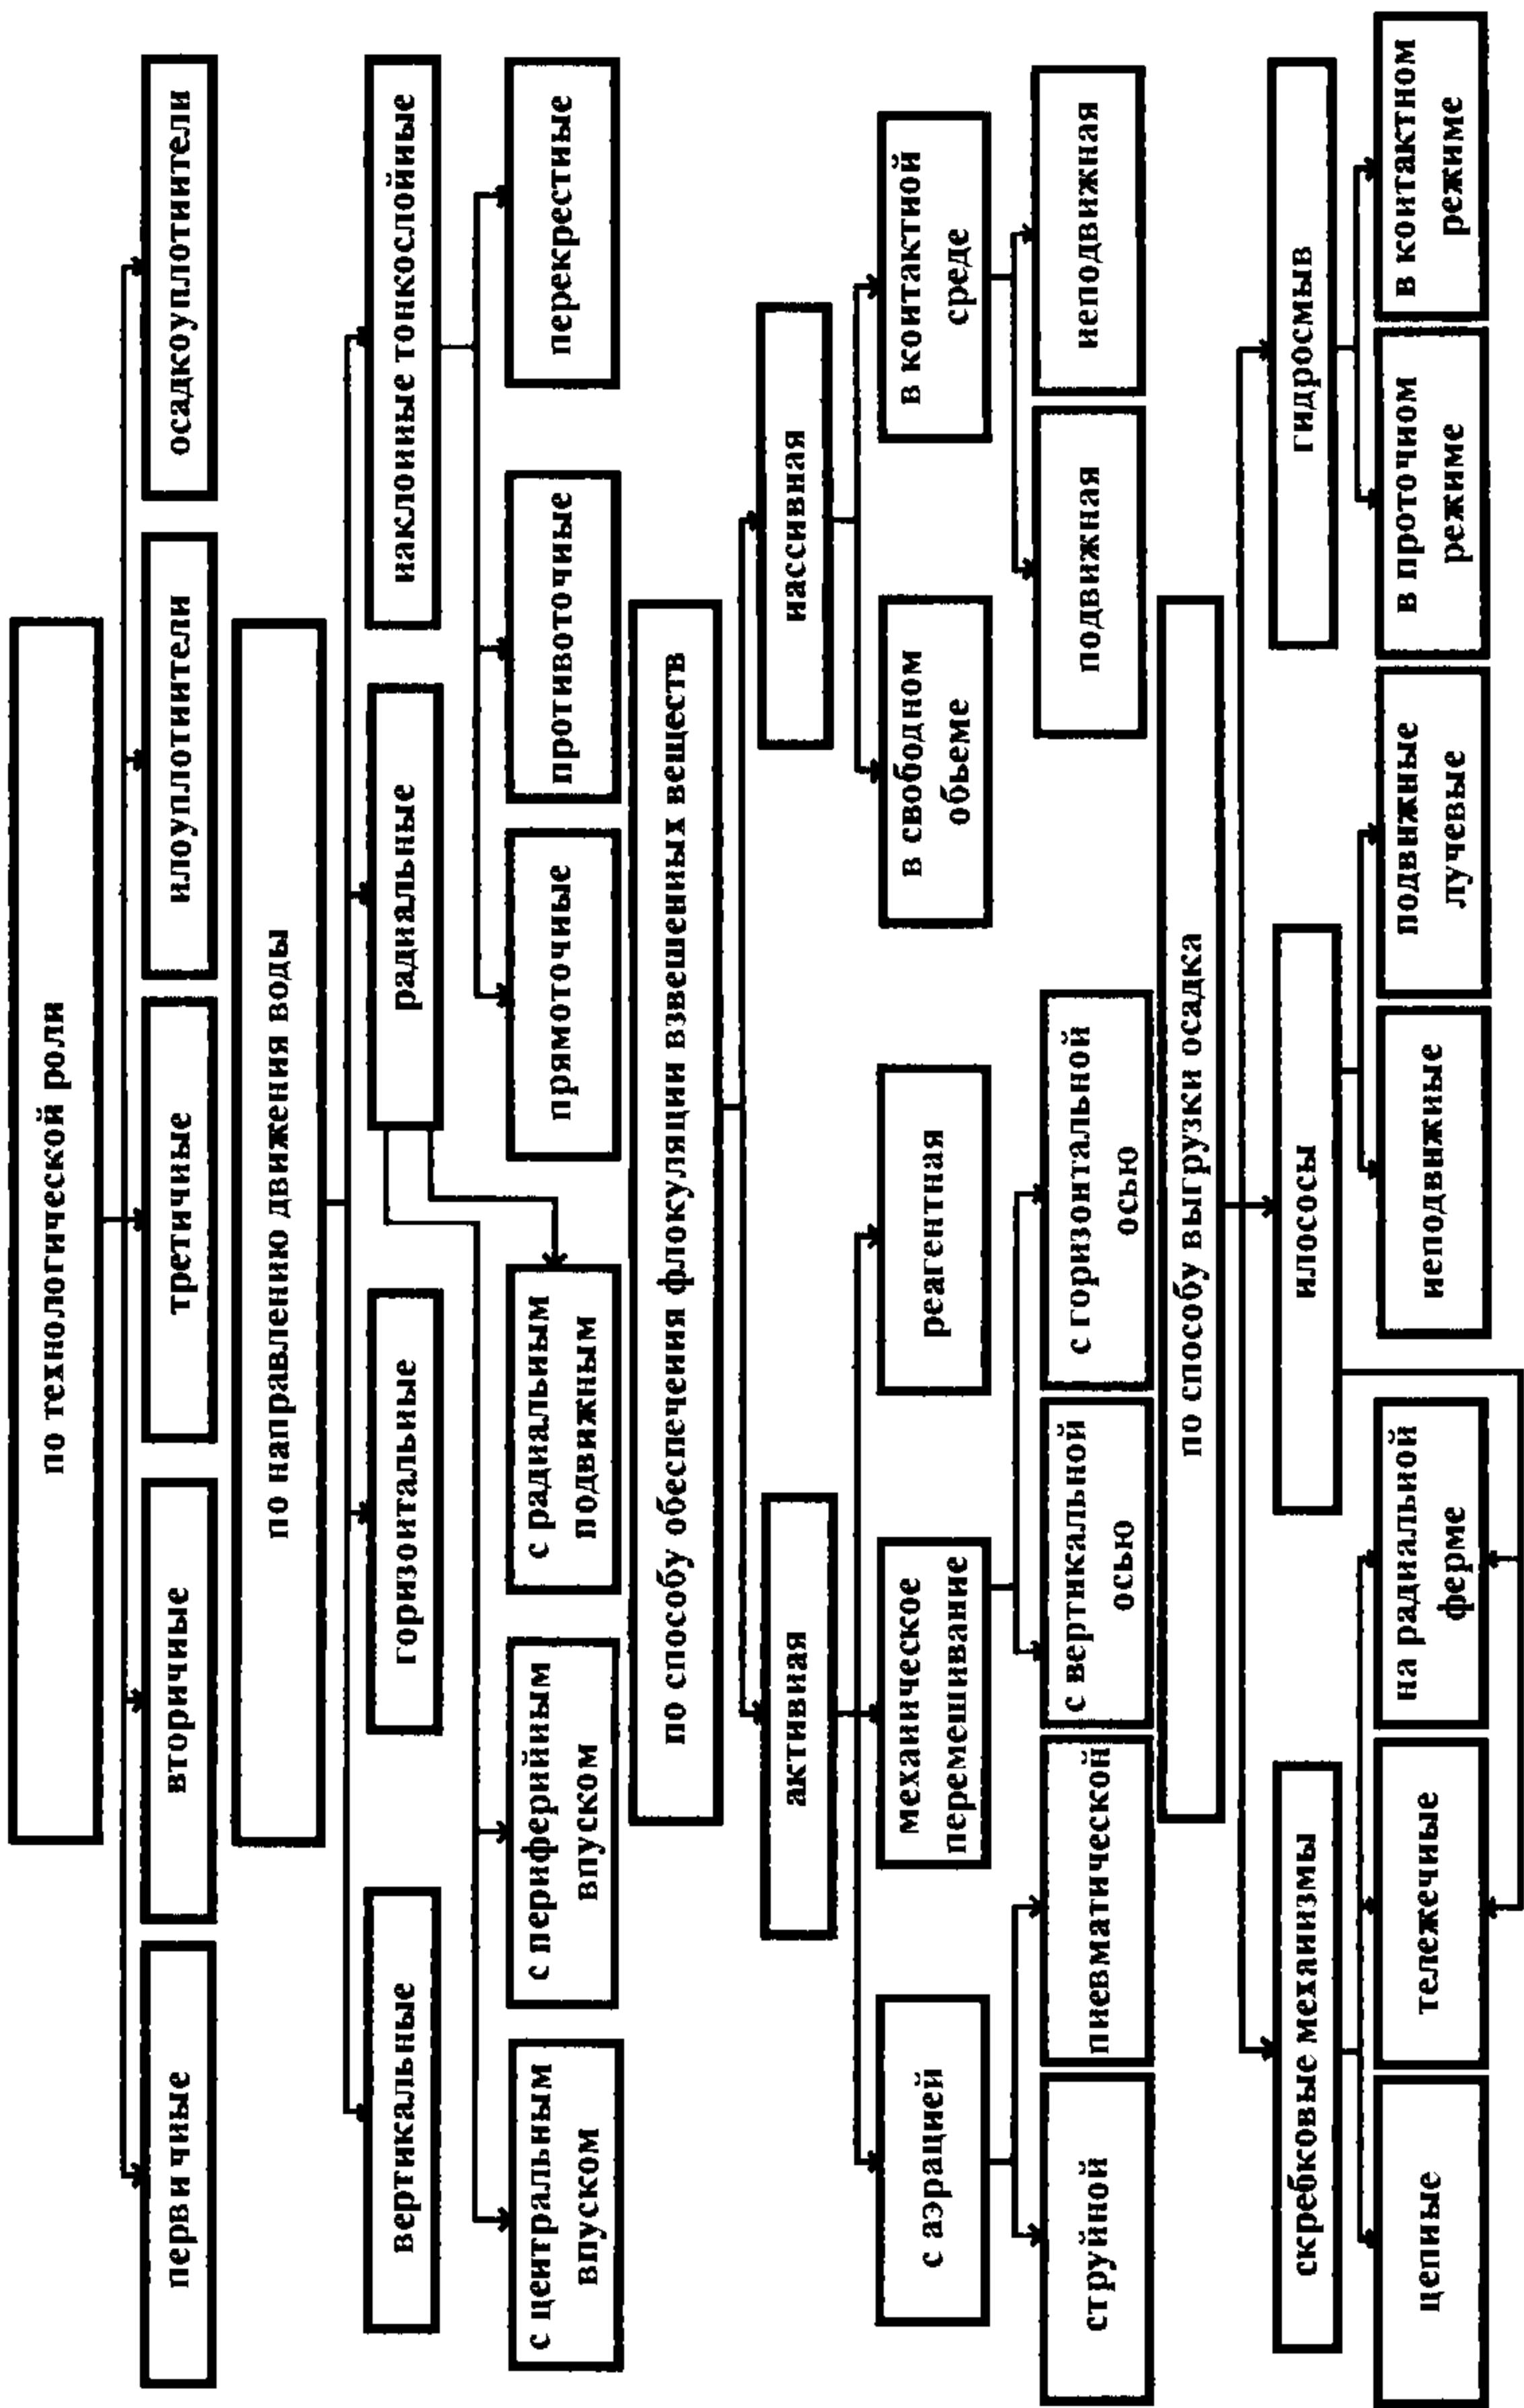 по технологической роли
первичные
вторичные
третичные
илоуплотнители
осадкоуплотнители
по направлению движения воды
вертикальные
горизонтальные
радиальные
наклонные тонкослойные
с центральным
впуском
с периферийным
впуском
с радиальным
подвижным
прямоточные
противоточные
перекрестные
по способу обеспечения флокуляции взвешенных веществ
активная
пассивная
с аэрацией
механическое
перемешивание
реагентная
в свободном
обьеме
в контактной
среде
струйной
пневматической
с вертикальной
осью
с горизонтальной
осью
подвижная
неподвижная
по способу выгрузки осадка
скребковые механизмы
илососы
гидросмыв
цепные
тележечные
на радиальной
ферме
неподвижные
подвижные
лучевые
в проточном
режиме
в контактном
режиме